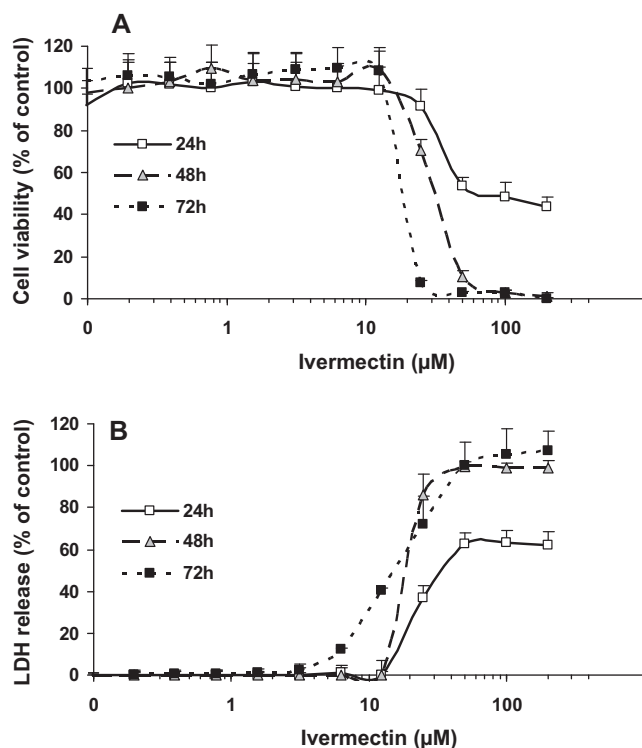 A
Cell viability (% of control)
120
100
80
60
40
20
0
24h
48h
72h
0 1 10 100
Ivermectin (µM)
B
LDH release (% of control)
120
100
80
60
40
20
0
24h
48h
72h
0 1 10 100
Ivermectin (µM)